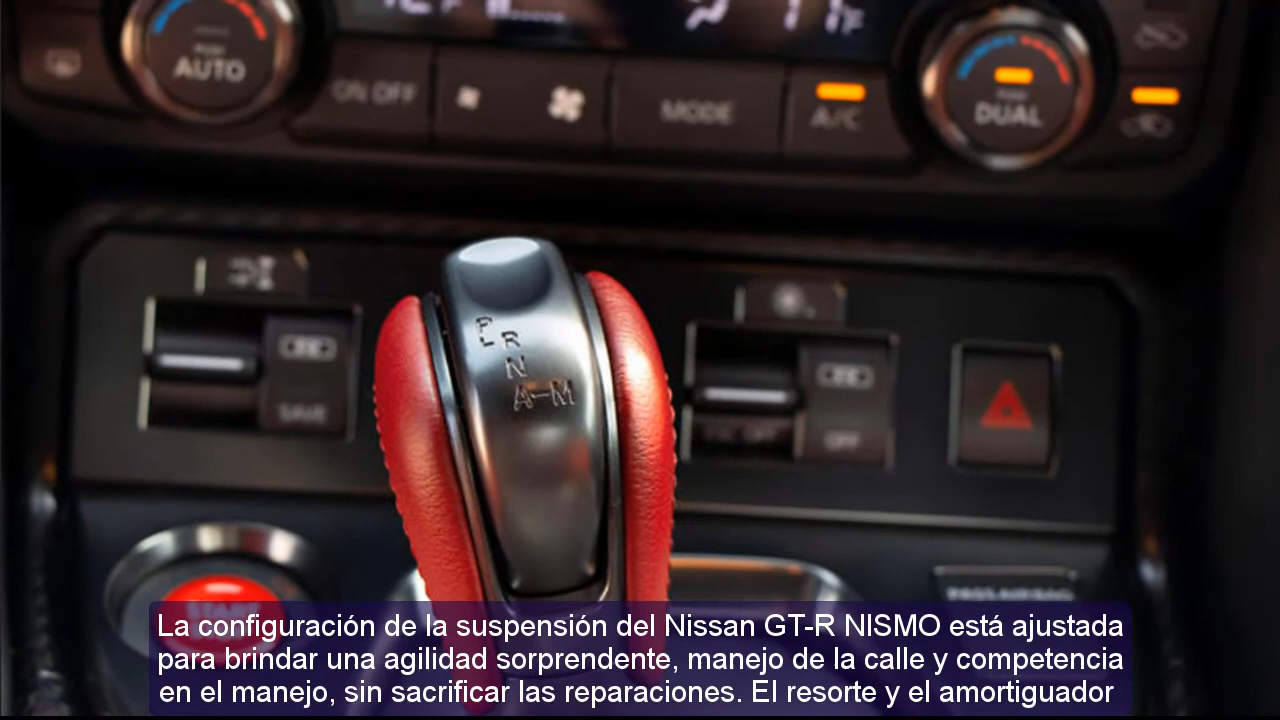 AUTO
ON OFF
MODE
A/C
DUAL
P R
L
N
A-M
SAVE
OFF
START
La configuración de la suspensión del Nissan GT-R NISMO está ajustada
para brindar una agilidad sorprendente, manejo de la calle y competencia
en el manejo, sin sacrificar las reparaciones. El resorte y el amortiguador